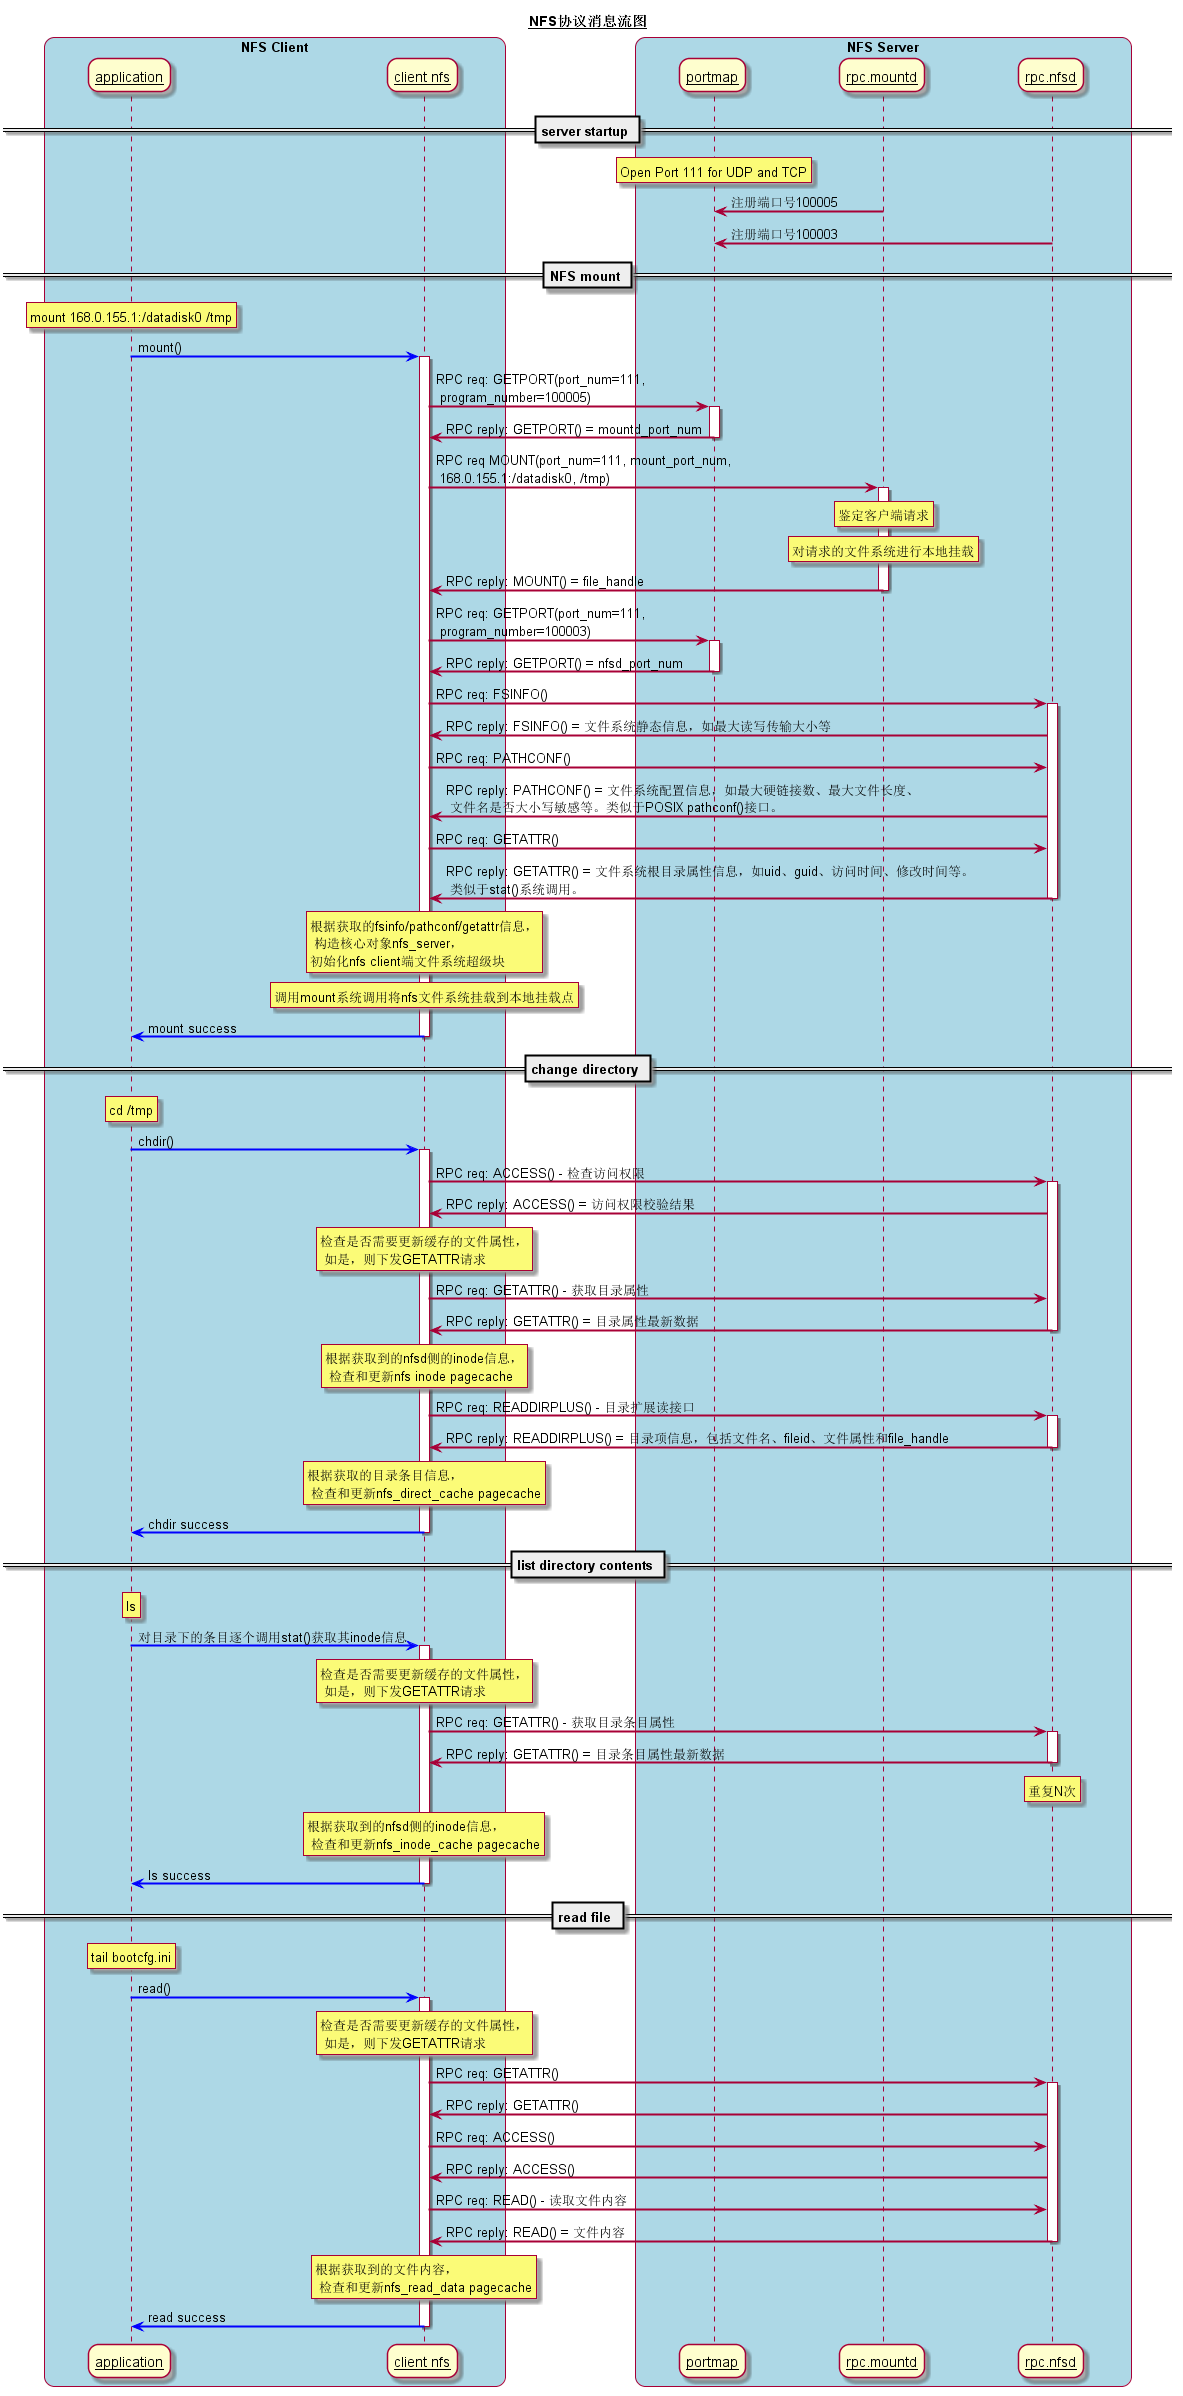 NFS协议消息流图
NFS Client
NFS Server
application
client nfs
portmap
rpc.mountd
rpc.nfsd
server startup
Open Port 111 for UDP and TCP
注册端口号100005
注册端口号100003
NFS mount
mount 168.0.155.1:/datadisk0 /tmp
mount()
RPC req: GETPORT(port_num=111,
program_number=100005)
RPC reply: GETPORT() = mountd_port_num
RPC req MOUNT(port_num=111, mount_port_num,
168.0.155.1:/datadisk0, /tmp)
鉴定客户端请求
对请求的文件系统进行本地挂载
RPC reply: MOUNT() = file_handle
RPC req: GETPORT(port_num=111,
program_number=100003)
RPC reply: GETPORT() = nfsd_port_num
RPC req: FSINFO()
RPC reply: FSINFO() = 文件系统静态信息，如最大读写传输大小等
RPC req: PATHCONF()
RPC reply: PATHCONF() = 文件系统配置信息，如最大硬链接数、最大文件长度、
文件名是否大小写敏感等。类似于POSIX pathconf()接口。
RPC req: GETATTR()
RPC reply: GETATTR() = 文件系统根目录属性信息，如uid、guid、访问时间、修改时间等。
类似于stat()系统调用。
根据获取的fsinfo/pathconf/getattr信息，
构造核心对象nfs_server，
初始化nfs client端文件系统超级块
调用mount系统调用将nfs文件系统挂载到本地挂载点
mount success
change directory
cd /tmp
chdir()
RPC req: ACCESS() - 检查访问权限
RPC reply: ACCESS() = 访问权限校验结果
检查是否需要更新缓存的文件属性，
如是，则下发GETATTR请求
RPC req: GETATTR() - 获取目录属性
RPC reply: GETATTR() = 目录属性最新数据
根据获取到的nfsd侧的inode信息，
检查和更新nfs inode pagecache
RPC req: READDIRPLUS() - 目录扩展读接口
RPC reply: READDIRPLUS() = 目录项信息，包括文件名、fileid、文件属性和file_handle
根据获取的目录条目信息，
检查和更新nfs_direct_cache pagecache
chdir success
list directory contents
ls
对目录下的条目逐个调用stat()获取其inode信息
检查是否需要更新缓存的文件属性，
如是，则下发GETATTR请求
RPC req: GETATTR() - 获取目录条目属性
RPC reply: GETATTR() = 目录条目属性最新数据
重复N次
根据获取到的nfsd侧的inode信息，
检查和更新nfs_inode_cache pagecache
ls success
read file
tail bootcfg.ini
read()
检查是否需要更新缓存的文件属性，
如是，则下发GETATTR请求
RPC req: GETATTR()
RPC reply: GETATTR()
RPC req: ACCESS()
RPC reply: ACCESS()
RPC req: READ() - 读取文件内容
RPC reply: READ() = 文件内容
根据获取到的文件内容，
检查和更新nfs_read_data pagecache
read success
application
client nfs
portmap
rpc.mountd
rpc.nfsd